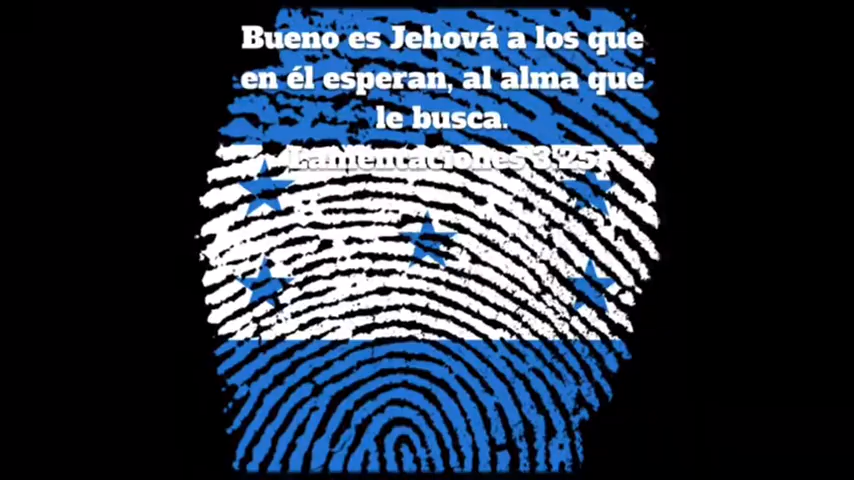 Bueno es Jehová a los que
en él esperan, al alma que
le busca.
Lamentaciones 3:25